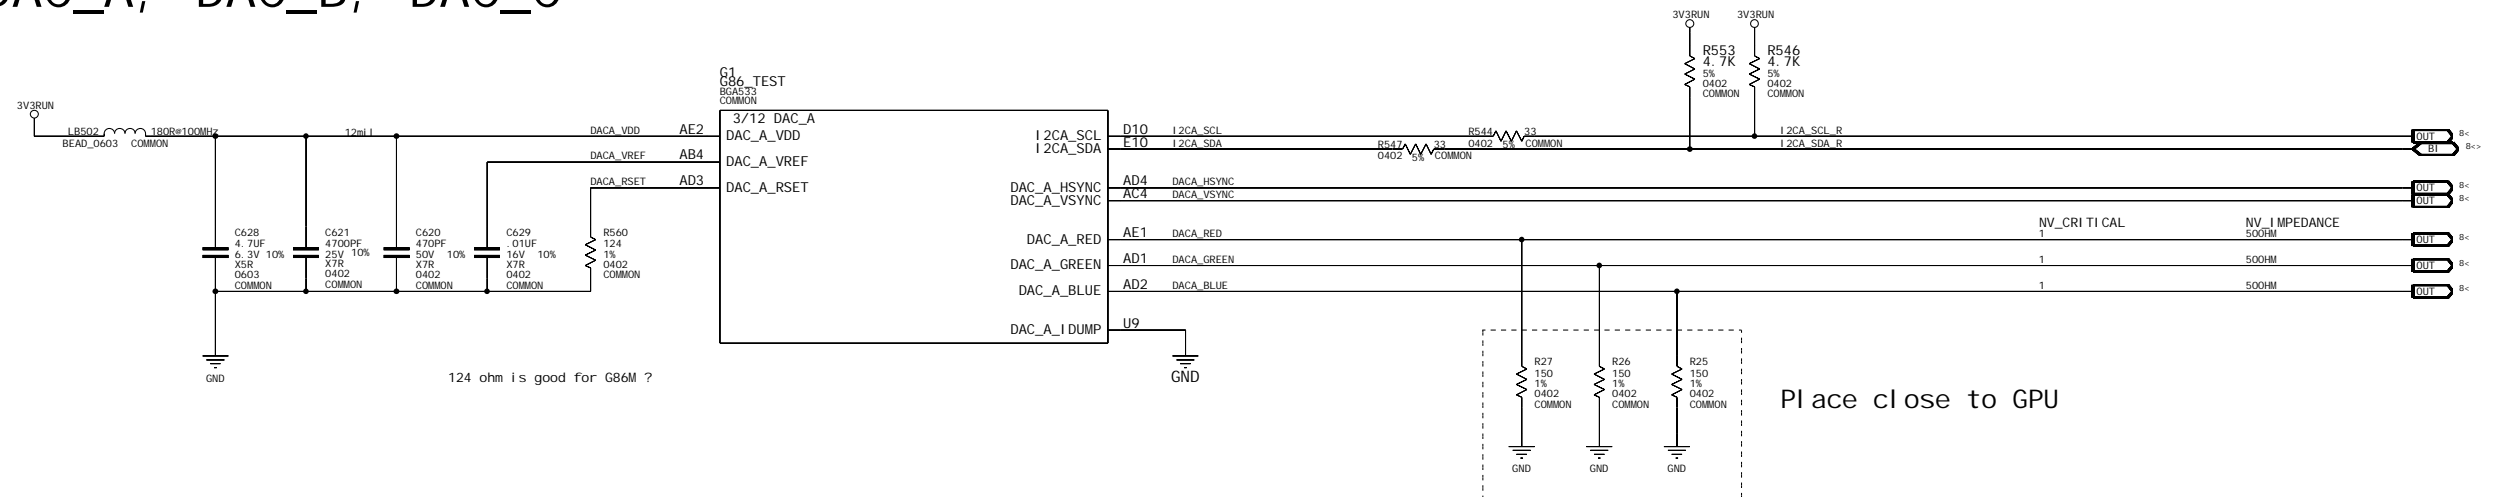 DAC_A, DAC_B, DAC_C
3V3RUN
3V3RUN
R553
4.7K
5%
0402
COMMON
R546
4.7K
5%
0402
COMMON
G1
G86_TEST
BGA533
COMMON
3/12 DAC_A
3V3RUN
LB502
180R@100MHz
BEAD_0603
COMMON
12mil
DACA_VDD
AE2
DAC_A_VDD
DACA_VREF
AB4
DAC_A_VREF
DACA_RSET
AD3
DAC_A_RSET
C628
4.7UF
6.3V 10%
X5R
0603
COMMON
C621
4700PF
25V 10%
X7R
0402
COMMON
C620
470PF
50V 10%
X7R
0402
COMMON
C629
.01UF
16V 10%
X7R
0402
COMMON
R560
124
1%
0402
COMMON
GND
124 ohm is good for G86M ?
I2CA_SCL
D10
I2CA_SCL
R544
33
0402
5%
COMMON
I2CA_SCL_R
OUT
8<
I2CA_SDA
E10
I2CA_SDA
R547
33
0402
5%
COMMON
I2CA_SDA_R
BI
8<>
DAC_A_HSYNC
AD4
DACA_HSYNC
OUT
8<
DAC_A_VSYNC
AC4
DACA_VSYNC
OUT
8<
NV_CRITICAL
NV_IMPEDANCE
DAC_A_RED
AE1
DACA_RED
1
50OHM
OUT
8<
DAC_A_GREEN
AD1
DACA_GREEN
1
50OHM
OUT
8<
DAC_A_BLUE
AD2
DACA_BLUE
1
50OHM
OUT
8<
DAC_A_IDUMP
U9
GND
R27
150
1%
0402
COMMON
GND
R26
150
1%
0402
COMMON
GND
R25
150
1%
0402
COMMON
GND
Place close to GPU